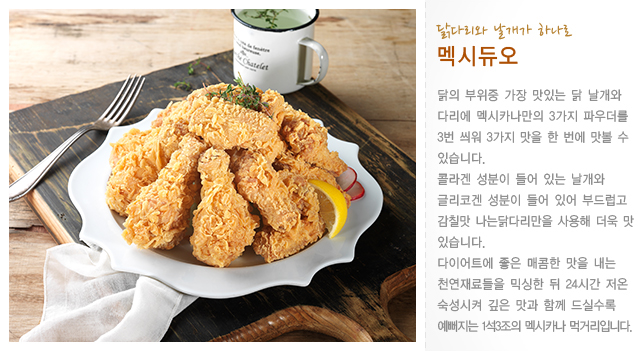 닭다리와 날개가 하나로
멕시듀오
닭의 부위중 가장 맛있는 닭 날개와
다리에 멕시카나만의 3가지 파우더를
3번 씌워 3가지 맛을 한 번에 맛볼 수
있습니다.
콜라겐 성분이 들어 있는 날개와
글리코겐 성분이 들어 있어 부드럽고
감칠맛 나는닭다리만을 사용해 더욱 맛
있습니다.
다이어트에 좋은 매콤한 맛을 내는
천연재료들을 믹싱한 뒤 24시간 저온
숙성시켜 깊은 맛과 함께 드실수록
예뻐지는 1석3조의 멕시카나 먹거리입니다.
Chatelet